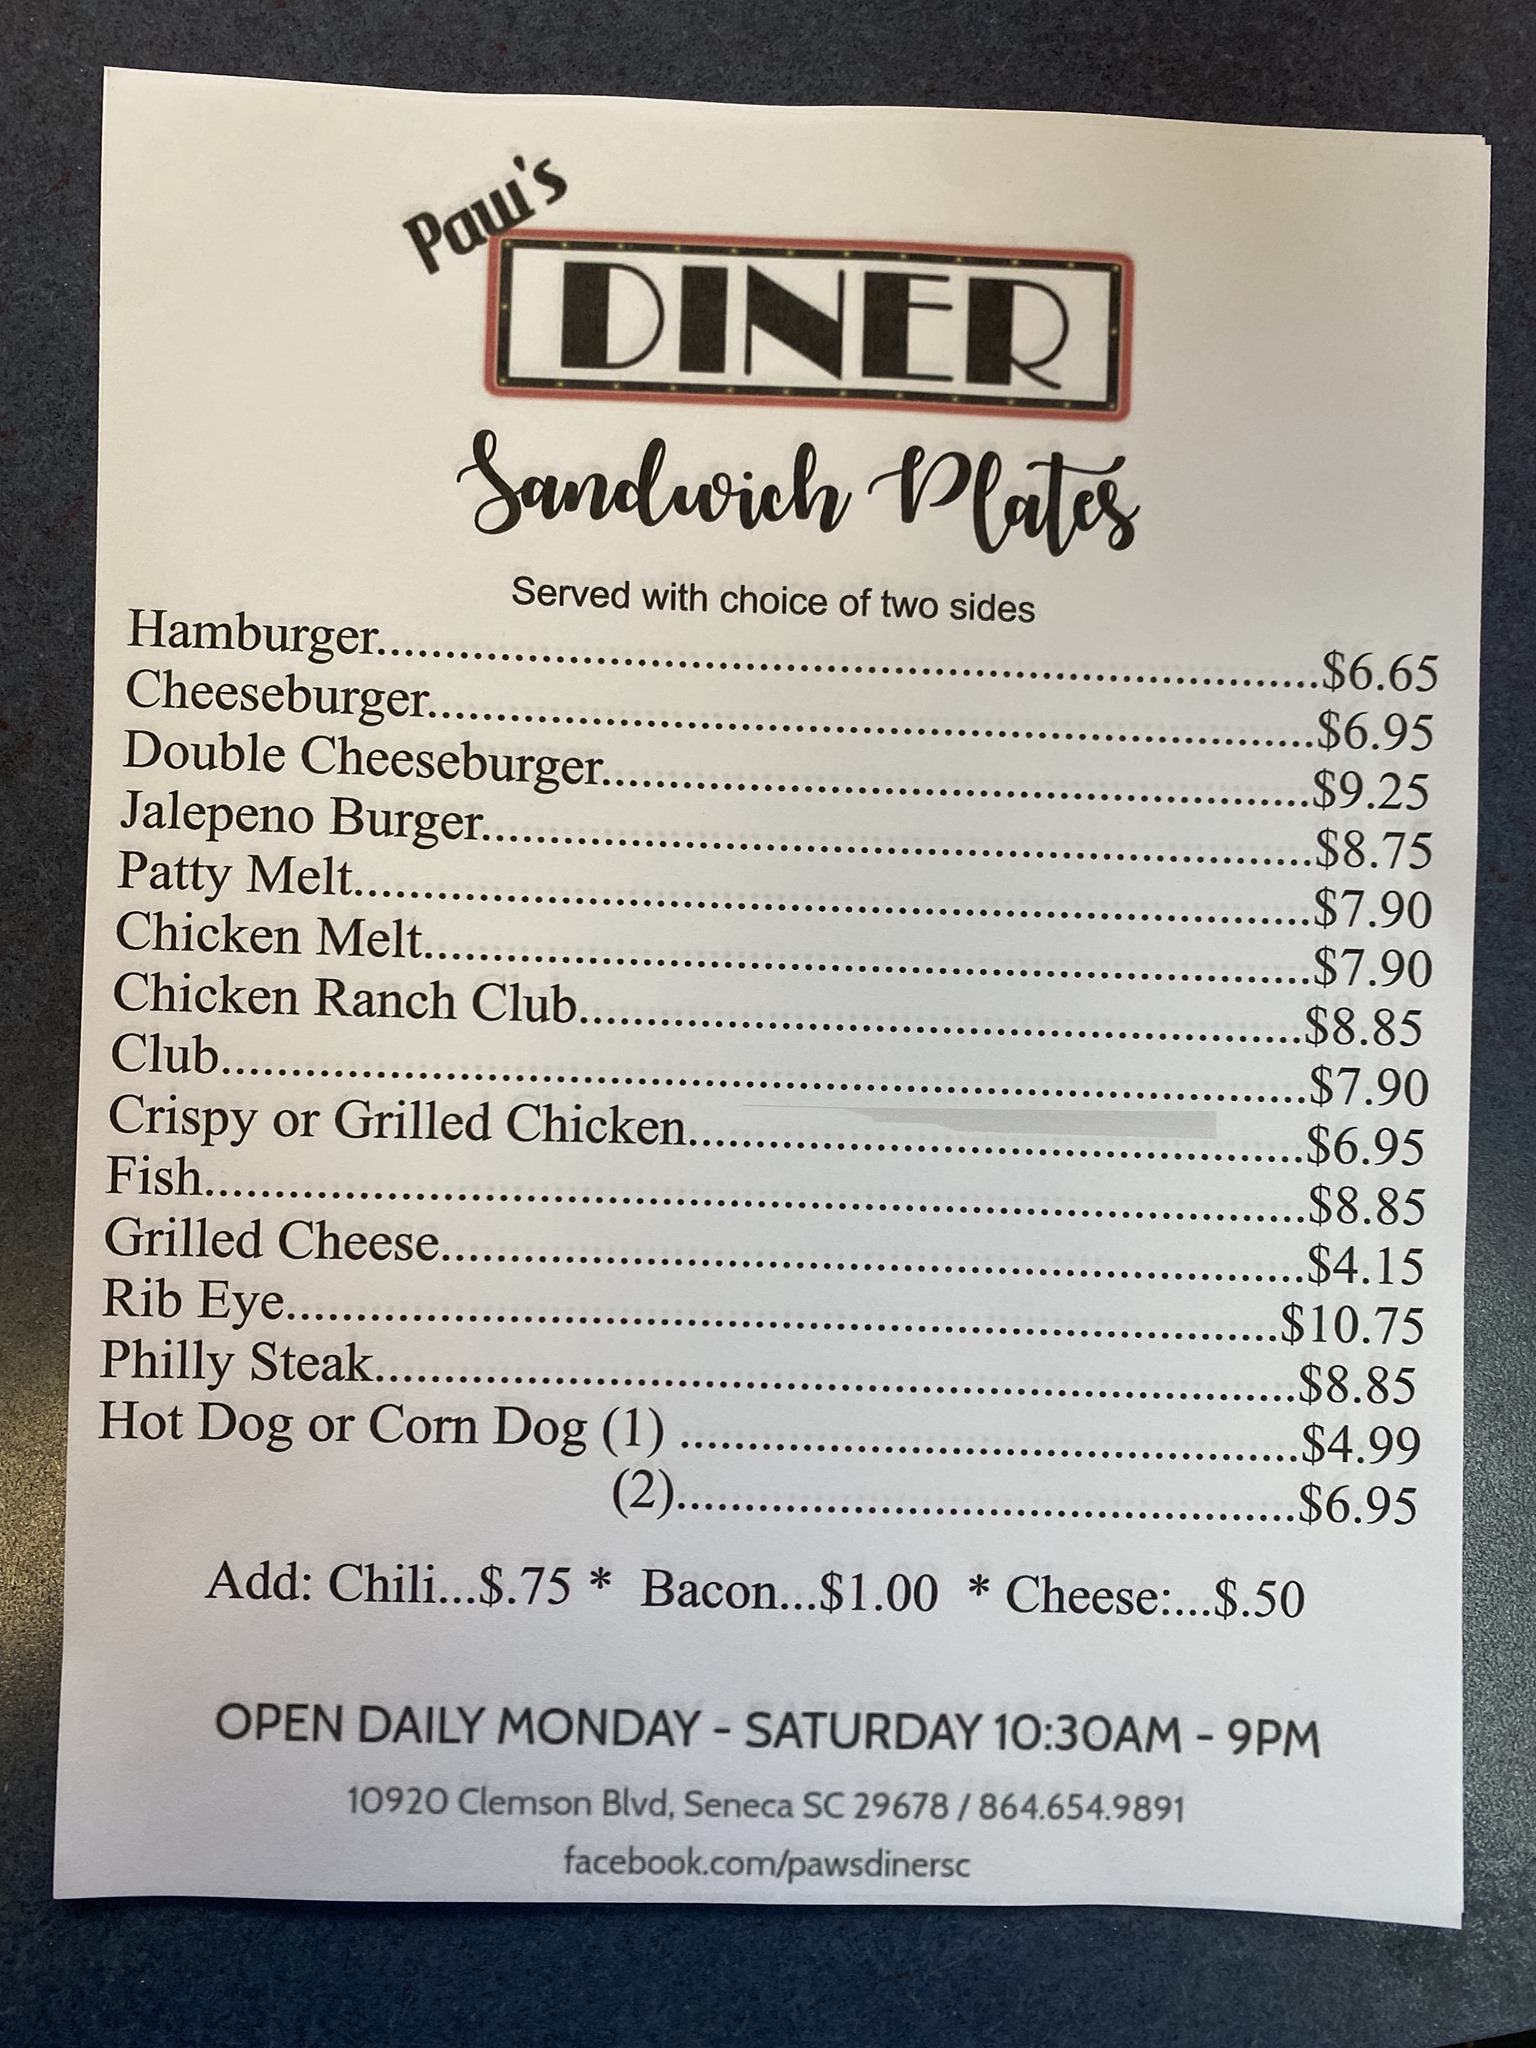 Paw's
DINER
Sandwich Plates
Served with choice of two sides
Hamburger..........$6.65
Cheeseburger..........$6.95
Double Cheeseburger..........$9.25
Jalepeno Burger..........$8.75
Patty Melt..........$7.90
Chicken Melt..........$7.90
Chicken Ranch Club..........$8.85
Club..........$7.90
Crispy or Grilled Chicken..........$6.95
Fish..........$8.85
Grilled Cheese..........$4.15
Rib Eye..........$10.75
Philly Steak..........$8.85
Hot Dog or Corn Dog (1) ..........$4.99
(2)..........$6.95
Add: Chili...$.75 * Bacon...$1.00 * Cheese:...$.50
OPEN DAILY MONDAY - SATURDAY 10:30AM - 9PM
10920 Clemson Blvd, Seneca SC 29678 / 864.654.9891
facebook.com/pawsdinersc